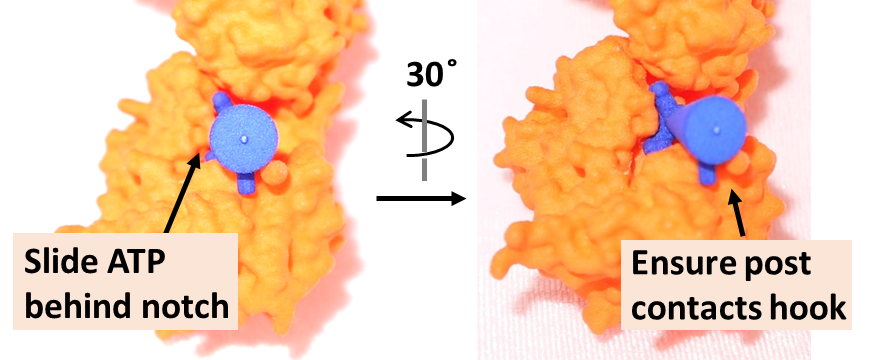 30°
Slide ATP
behind notch
Ensure post
contacts hook